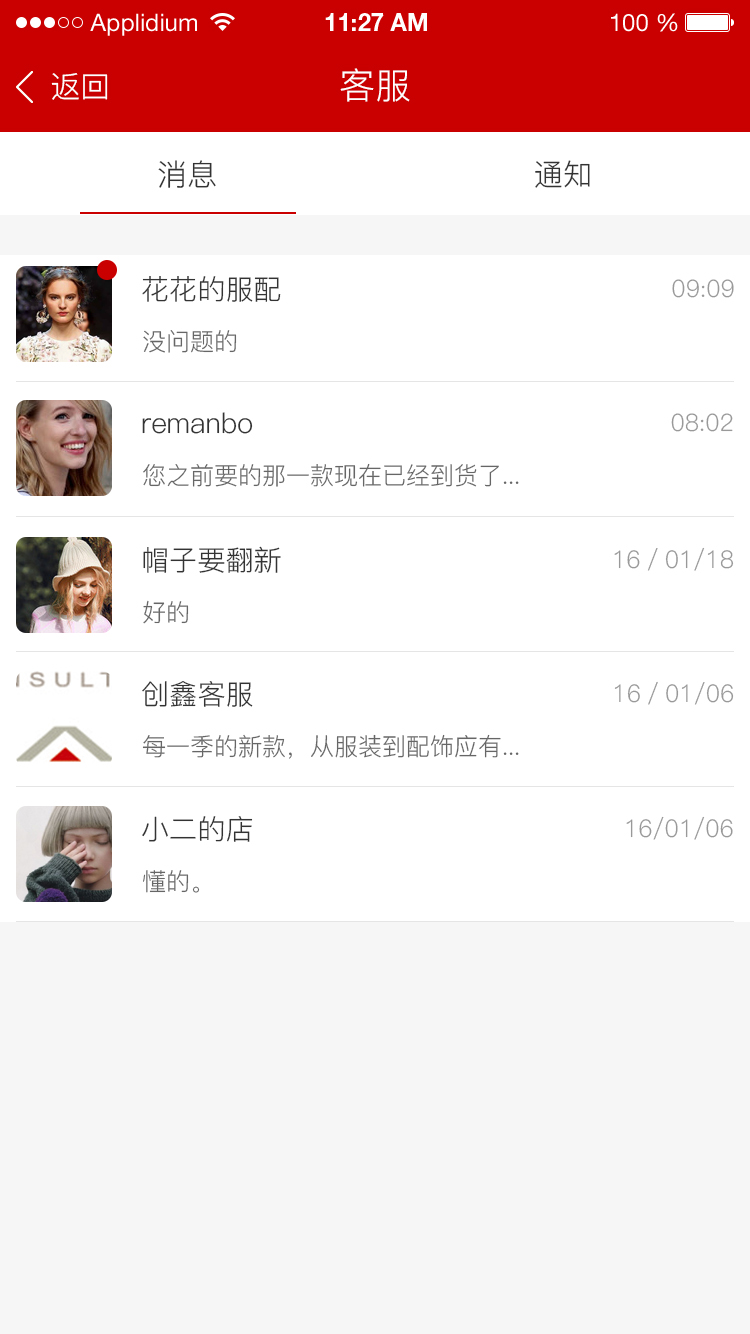 Applidium 11:27 AM 100 %
返回 客服
消息 通知
花花的服配 09:09
没问题的
remanbo 08:02
您之前要的那一款现在已经到货了...
帽子要翻新 16 / 01/18
好的
SULT
创鑫客服 16 / 01/06
每一季的新款，从服装到配饰应有...
小二的店 16/01/06
懂的。